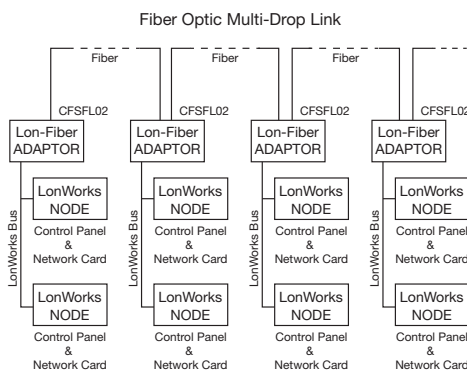 Fiber Optic Multi-Drop Link
Fiber Fiber Fiber
CFSFL02 CFSFL02 CFSFL02 CFSFL02
Lon-Fiber Lon-Fiber Lon-Fiber Lon-Fiber
ADAPTOR ADAPTOR ADAPTOR ADAPTOR
LonWorks Bus LonWorks Bus LonWorks Bus LonWorks Bus
LonWorks LonWorks LonWorks LonWorks
NODE NODE NODE NODE
Control Panel Control Panel Control Panel Control Panel
& & & &
Network Card Network Card Network Card Network Card
LonWorks LonWorks LonWorks LonWorks
NODE NODE NODE NODE
Control Panel Control Panel Control Panel Control Panel
& & & &
Network Card Network Card Network Card Network Card